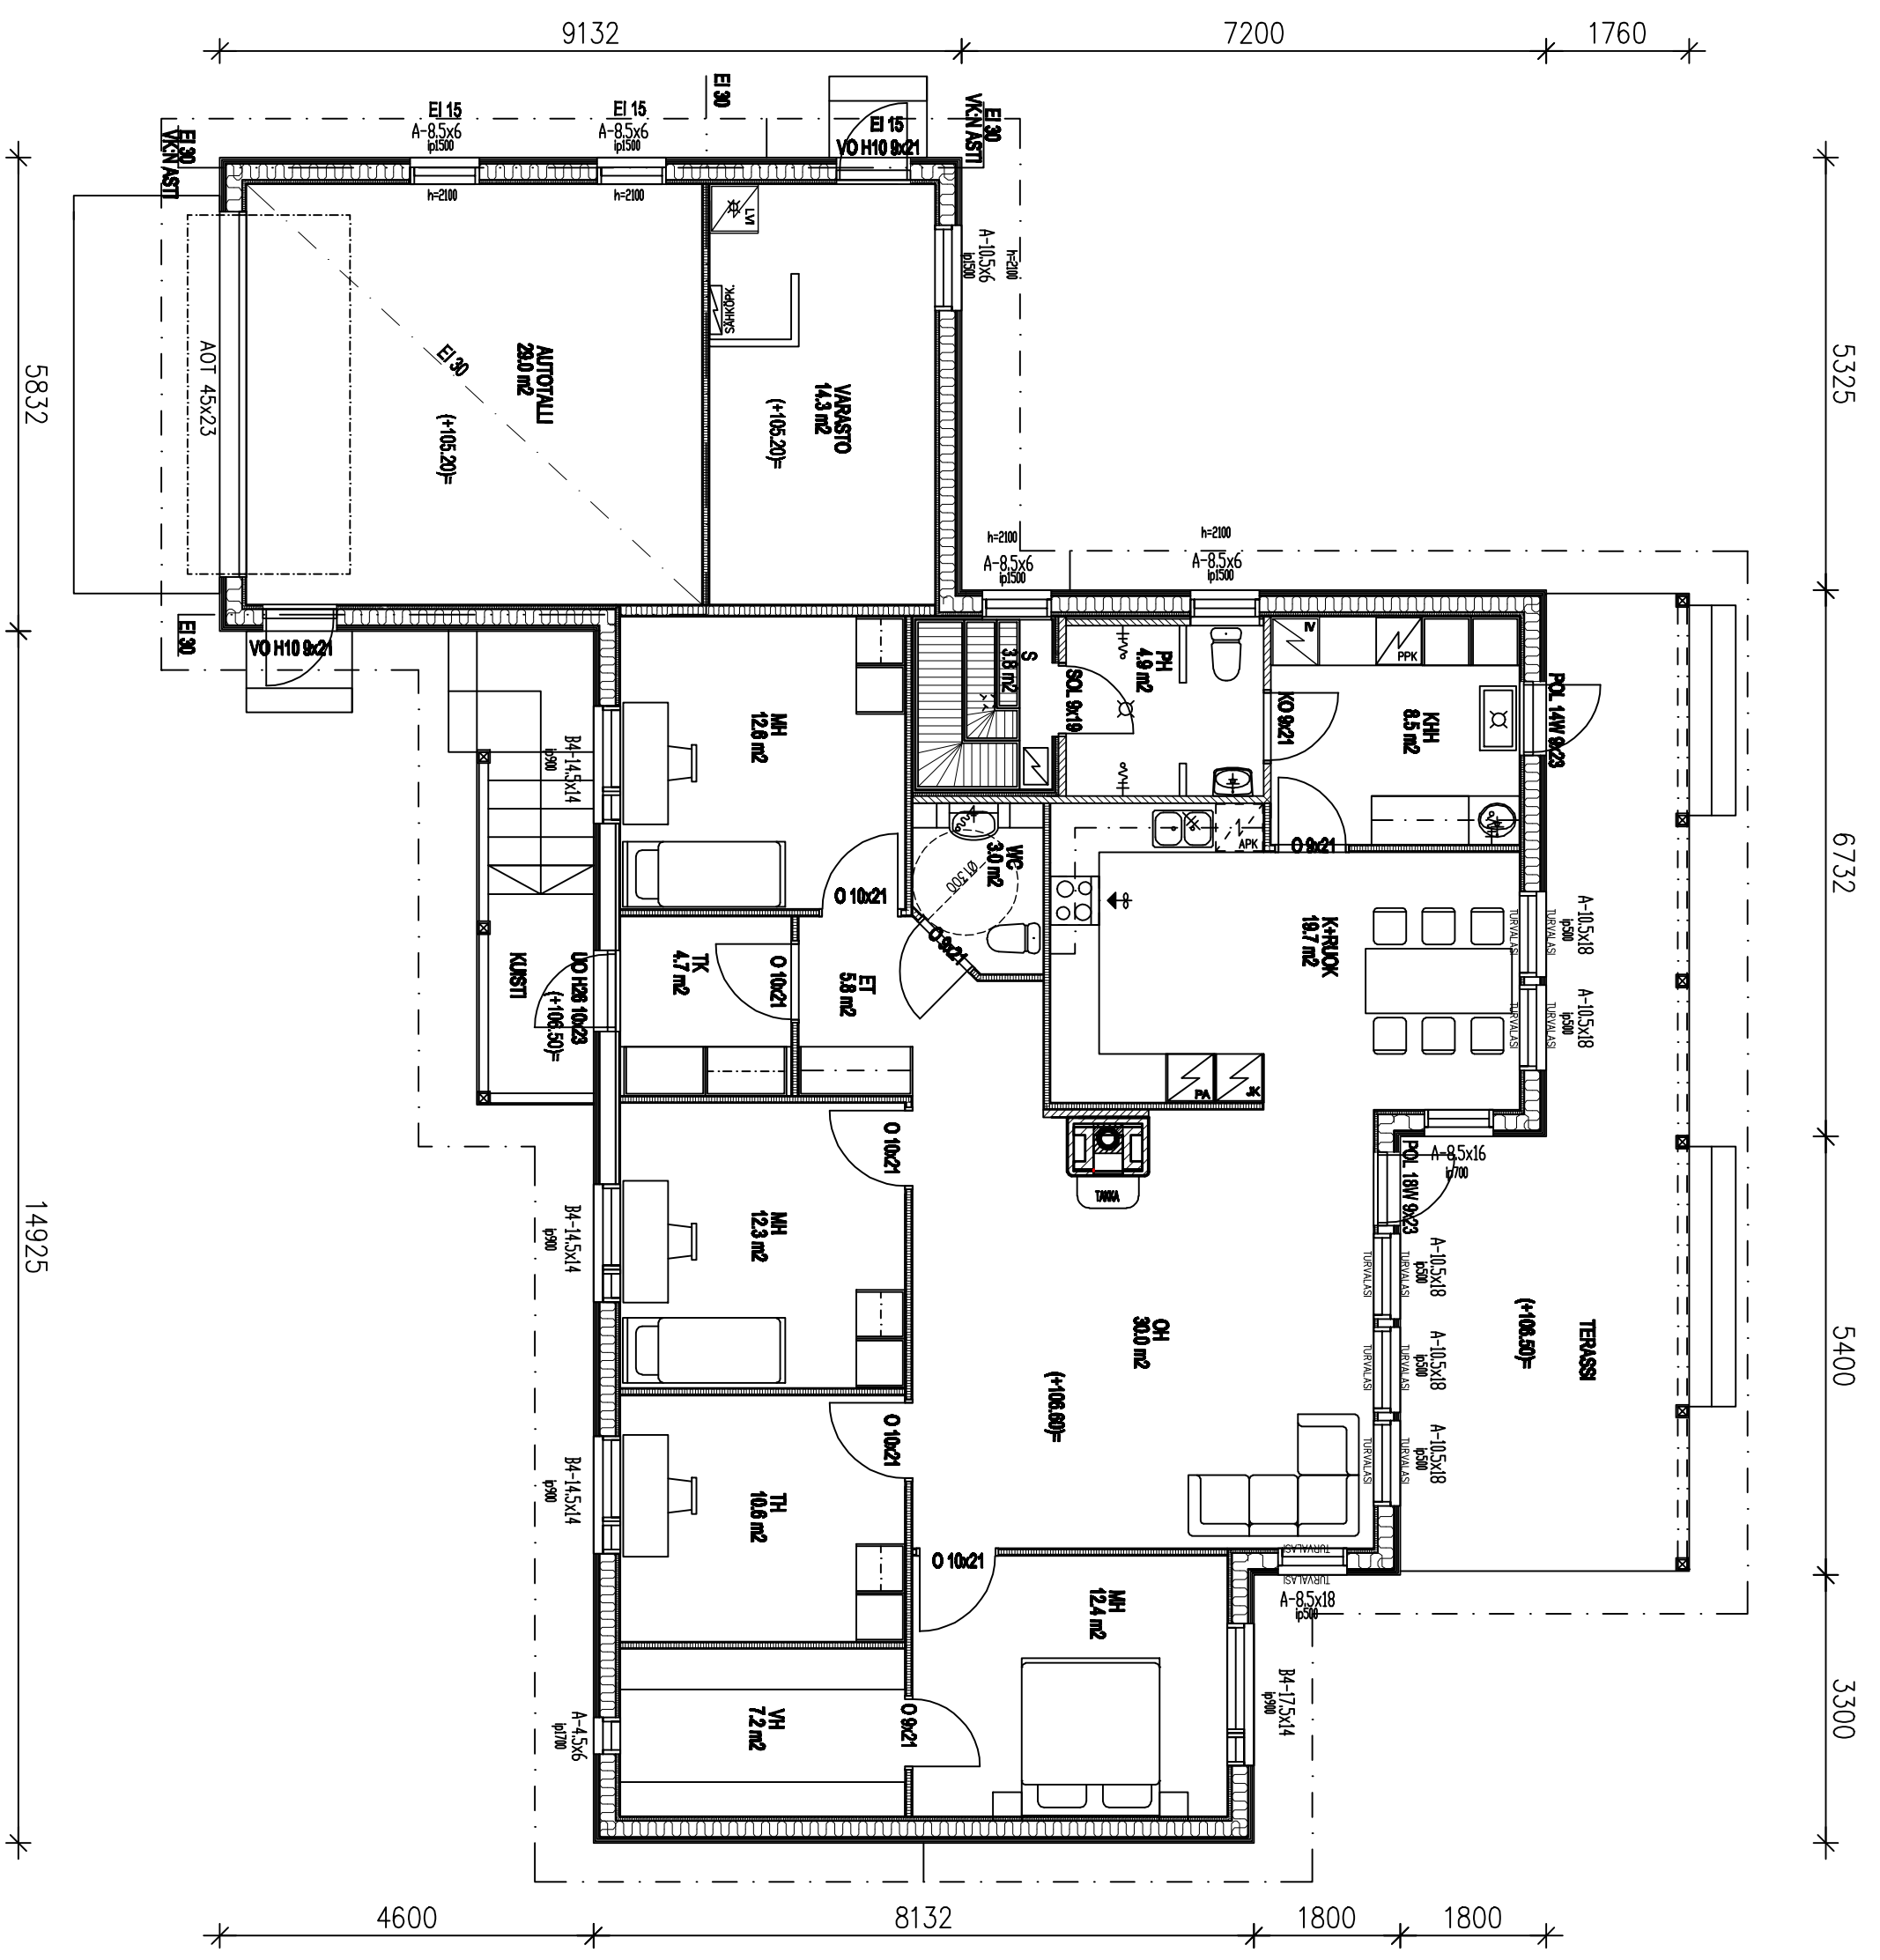 9132
7200
1760
EI 30
VK:N ASTI
EI 15
A-8.5x6
ip1500
h=2100
EI 15
A-8.5x6
ip1500
h=2100
EI 30
EI 15
VO H10 9x21
EI 30
VK:N ASTI
A-10.5x6
ip1500
h=2100
5832
14925
5325
6732
5400
3300
AOT 45x23
AUTOTALLI
29.0 m2
EI 30
(+105.20)=
LVI
SÄHKÖPK.
VARASTO
14.3 m2
(+105.20)=
EI 30
VO H10 9x21
h=2100
A-8.5x6
ip1500
h=2100
A-8.5x6
ip1500
B4-14.5x14
ip900
MH
12.6 m2
S
3.8 m2
SOL 9x19
PH
4.9 m2
KO 9x21
IV
PPK
KHH
8.5 m2
POL 14W 9x23
O 10x21
WC
3.0 m2
Ø1300
O 9x21
APK
O 9x21
K+RUOK
19.7 m2
TURVALASI
TURVALASI
A-10.5x18
ip500
TURVALASI
TURVALASI
A-10.5x18
ip500
KUISTI
UO H26 10x23
(+106.50)=
TK
4.7 m2
O 10x21
ET
5.8 m2
PA
JK
TAKKA
A-8.5x16
ip700
POL 18W 9x23
O 10x21
B4-14.5x14
ip900
MH
12.3 m2
OH
30.0 m2
(+106.60)=
TURVALASI
TURVALASI
A-10.5x18
ip500
TURVALASI
TURVALASI
A-10.5x18
ip500
TURVALASI
TURVALASI
A-10.5x18
ip500
TERASSI
(+106.50)=
O 10x21
B4-14.5x14
ip900
TH
10.6 m2
O 10x21
TURVALASI
TURVALASI
A-8.5x18
ip500
MH
12.4 m2
B4-17.5x14
ip900
A-4.5x6
ip1700
VH
7.2 m2
O 9x21
4600
8132
1800
1800